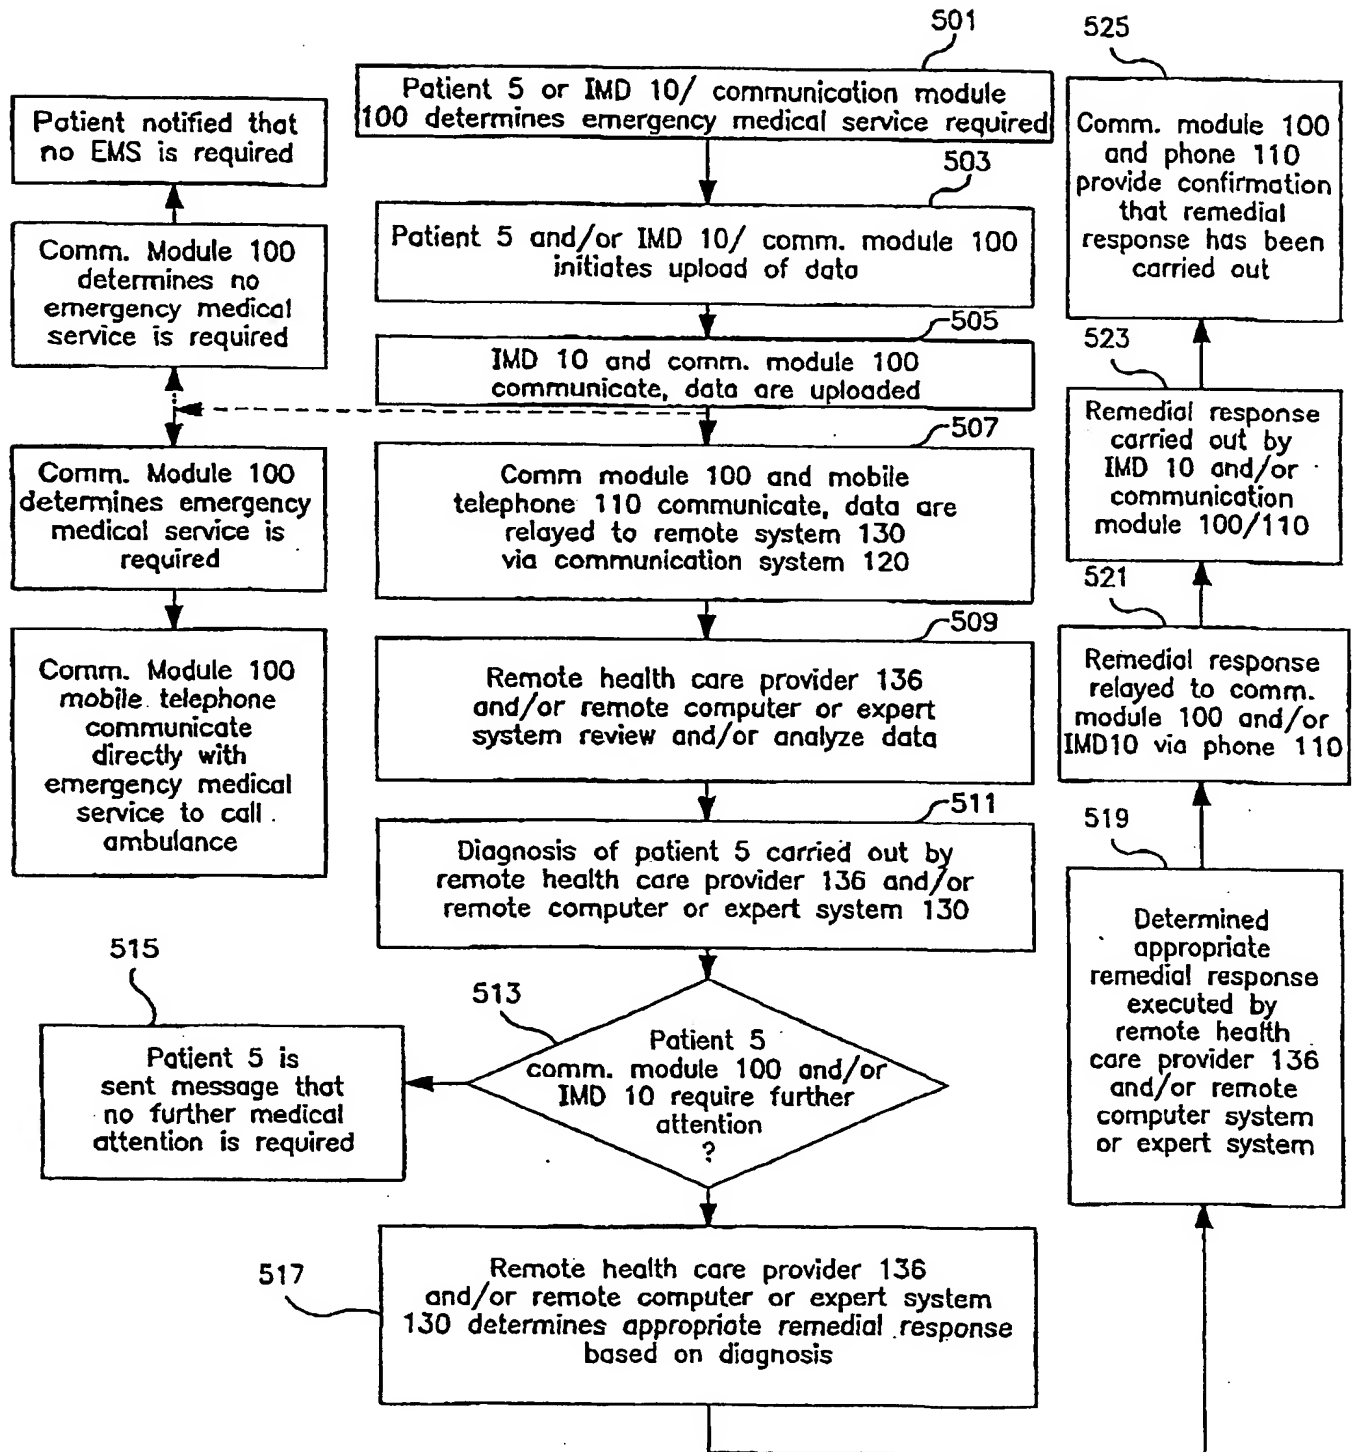 501
Patient 5 or IMD 10/ communication module
100 determines emergency medical service required
503
Patient 5 and/or IMD 10/ comm. module 100
initiates upload of data
505
IMD 10 and comm. module 100
communicate, data are uploaded
Patient notified that
no EMS is required
Comm. Module 100
determines no
emergency medical
service is required
Comm. Module 100
determines emergency
medical service is
required
Comm. Module 100
mobile telephone
communicate
directly with
emergency medical
service to call
ambulance
507
Comm module 100 and mobile
telephone 110 communicate, data are
relayed to remote system 130
via communication system 120
509
Remote health care provider 136
and/or remote computer or expert
system review and/or analyze data
511
Diagnosis of patient 5 carried out by
remote health care provider 136 and/or
remote computer or expert system 130
513
Patient 5
comm. module 100 and/or
IMD 10 require further
attention
?
515
Patient 5 is
sent message that
no further medical
attention is required
517
Remote health care provider 136
and/or remote computer or expert system
130 determines appropriate remedial response
based on diagnosis
519
Determined
appropriate
remedial response
executed by
remote health
care provider 136
and/or remote
computer system
or expert system
521
Remedial response
relayed to comm.
module 100 and/or
IMD10 via phone 110
523
Remedial response
carried out by
IMD 10 and/or
communication
module 100/110
525
Comm. module 100
and phone 110
provide confirmation
that remedial
response has been
carried out